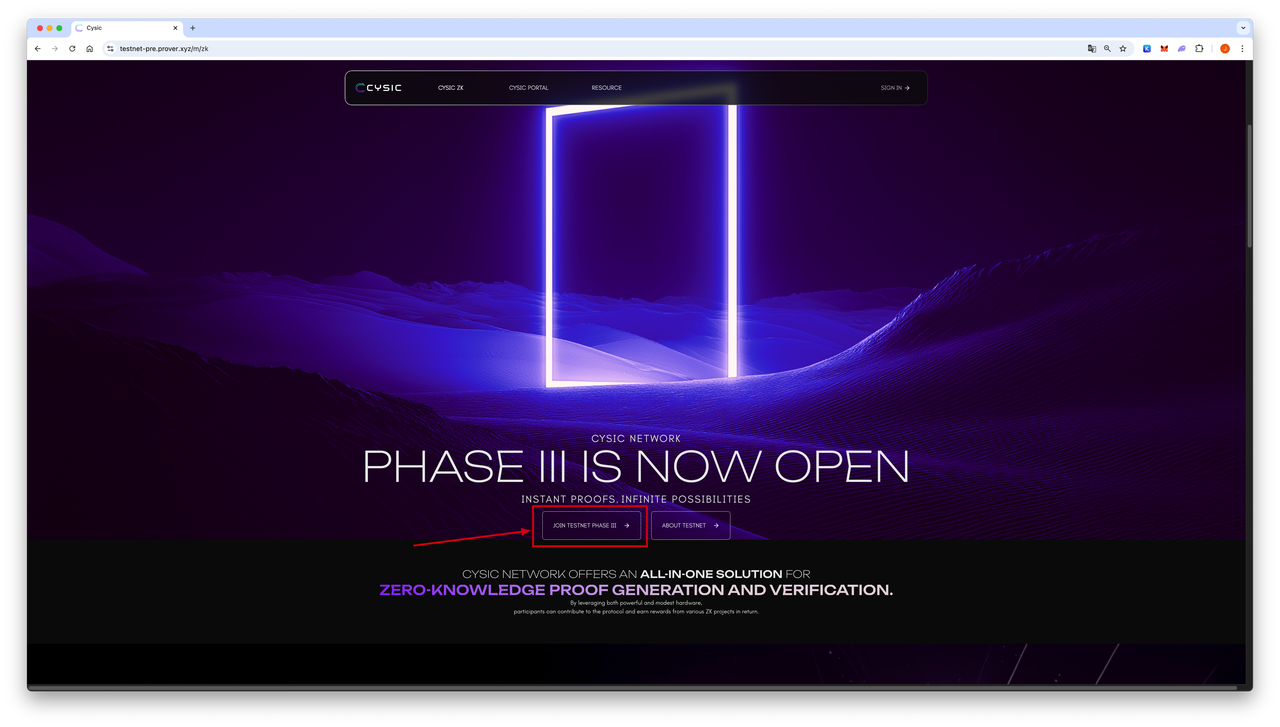 Cysic
testnet-pre.prover.xyz/m/zk
CYSIC
CYSIC ZK
CYSIC PORTAL
RESOURCE
SIGN IN →
CYSIC NETWORK
PHASE III IS NOW OPEN
INSTANT PROOFS, INFINITE POSSIBILITIES
JOIN TESTNET PHASE III →
ABOUT TESTNET →
CYSIC NETWORK OFFERS AN ALL-IN-ONE SOLUTION FOR
ZERO-KNOWLEDGE PROOF GENERATION AND VERIFICATION.
By leveraging both powerful and modest hardware,
participants can contribute to the protocol and earn rewards from various ZK projects in return.